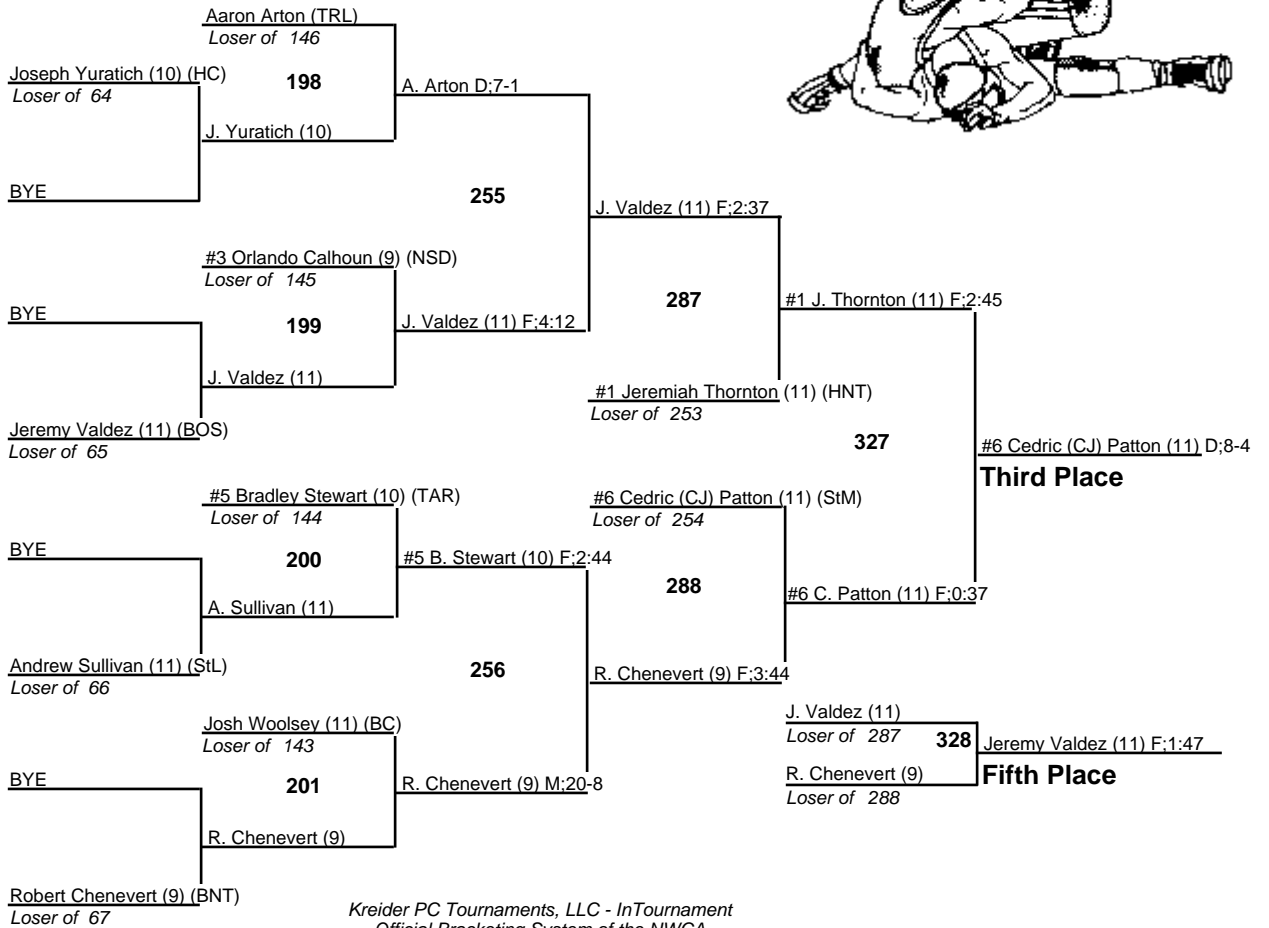 Aaron Arton (TRL)
Loser of 146
Joseph Yuratich (10) (HC)
Loser of 64
198
A. Arton D;7-1
J. Yuratich (10)
BYE
255
J. Valdez (11) F;2:37
#3 Orlando Calhoun (9) (NSD)
Loser of 145
BYE
199
J. Valdez (11) F;4:12
287
#1 J. Thornton (11) F;2:45
J. Valdez (11)
#1 Jeremiah Thornton (11) (HNT)
Loser of 253
Jeremy Valdez (11) (BOS)
Loser of 65
327
#6 Cedric (CJ) Patton (11) D;8-4
Third Place
#5 Bradley Stewart (10) (TAR)
Loser of 144
#6 Cedric (CJ) Patton (11) (StM)
Loser of 254
BYE
200
#5 B. Stewart (10) F;2:44
288
#6 C. Patton (11) F;0:37
A. Sullivan (11)
Andrew Sullivan (11) (StL)
Loser of 66
256
R. Chenevert (9) F;3:44
Josh Woolsey (11) (BC)
Loser of 143
J. Valdez (11)
Loser of 287
328
Jeremy Valdez (11) F;1:47
Fifth Place
BYE
201
R. Chenevert (9) M;20-8
R. Chenevert (9)
Loser of 288
R. Chenevert (9)
Robert Chenevert (9) (BNT)
Loser of 67
Kreider PC Tournaments, LLC - InTournament
Official Bracketing System of the NWCA